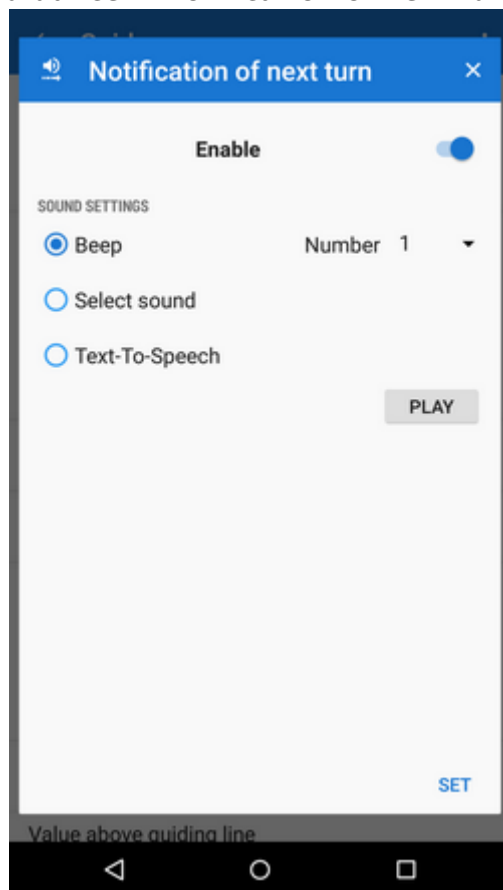 Notification of next turn
Enable
SOUND SETTINGS
Beep Number 1
Select sound
Text-To-Speech
PLAY
SET
Value above guiding line